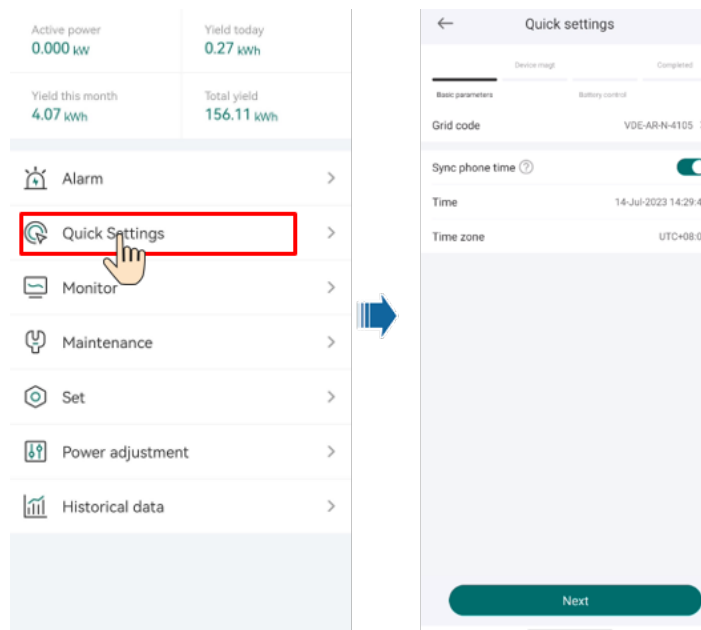 Active power
0.000 kW
Yield today
0.27 kWh
Yield this month
4.07 kWh
Total yield
156.11 kWh
Alarm
Quick Settings
Monitor
Maintenance
Set
Power adjustment
Historical data
Quick settings
Device magt
Completed
Basic parameters
Battery control
Grid code
VDE-AR-N-4105
Sync phone time ?
Time
14-Jul-2023 14:29:4
Time zone
UTC+08:0
Next